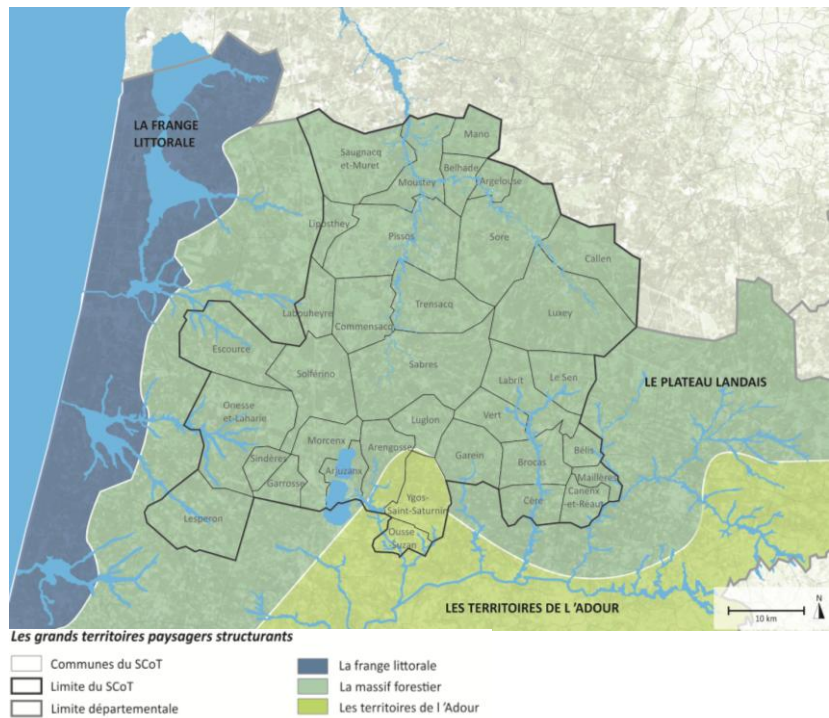 LA FRANGE
LITTORALE
Mano
Saugnacq
et-Muret
Belhade
Moustey
Argelouse
Liposthey
Pissos
Sore
Callen
Labouheyre
Trensacq
Luxey
Commensacq
Escource
Solférino
Sabres
Labrit
Le Sen
LE PLATEAU LANDAIS
Onesse
et-Laharie
Luglon
Vert
Morcenx
Arengosse
Garein
Brocas
Bélis
Sindères
Arjuzanx
Garrosse
Maillères
Ygos-
Saint-Saturnin
Cère
Canenx
et-Réaut
Lesperon
Ousse
Suzan
LES TERRITOIRES DE L 'ADOUR
10 km
N
Les grands territoires paysagers structurants
Communes du SCoT
La frange littorale
Limite du SCoT
La massif forestier
Limite départementale
Les territoires de l 'Adour